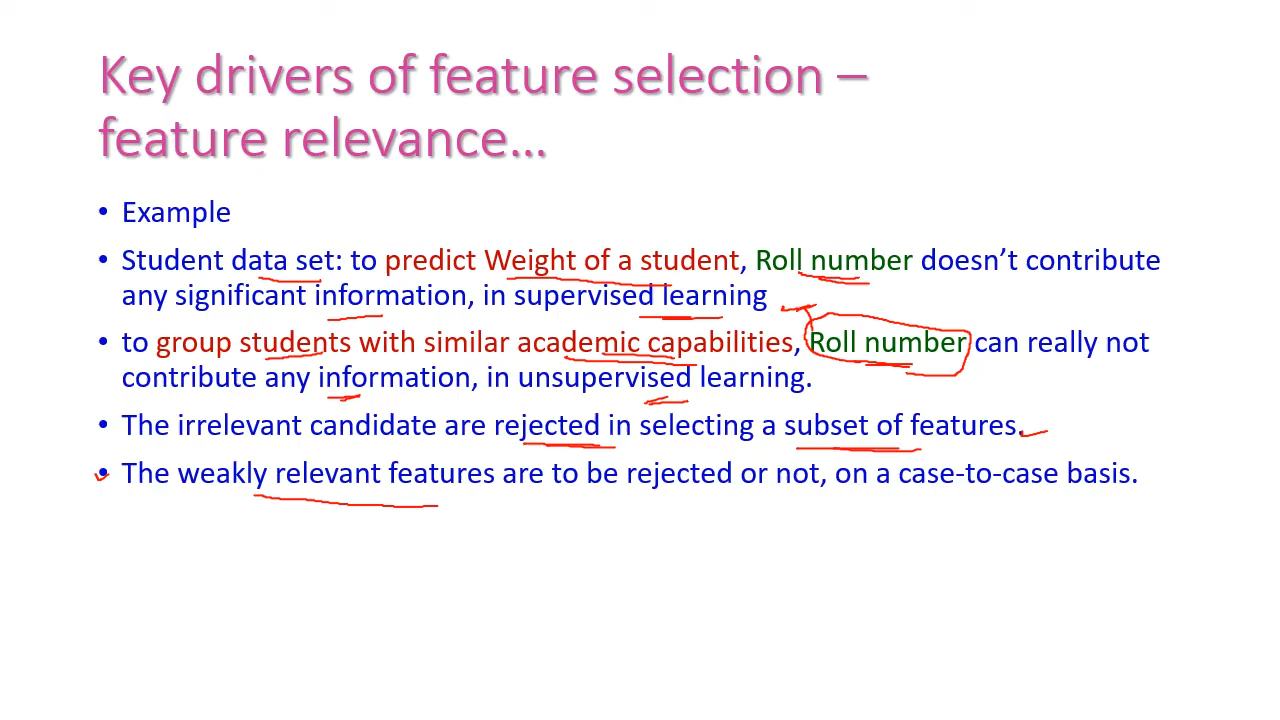 Key drivers of feature selection –
feature relevance...
• Example
• Student data set: to predict Weight of a student, Roll number doesn't contribute
any significant information, in supervised learning
• to group students with similar academic capabilities, Roll number can really not
contribute any information, in unsupervised learning.
• The irrelevant candidate are rejected in selecting a subset of features.
• The weakly relevant features are to be rejected or not, on a case-to-case basis.